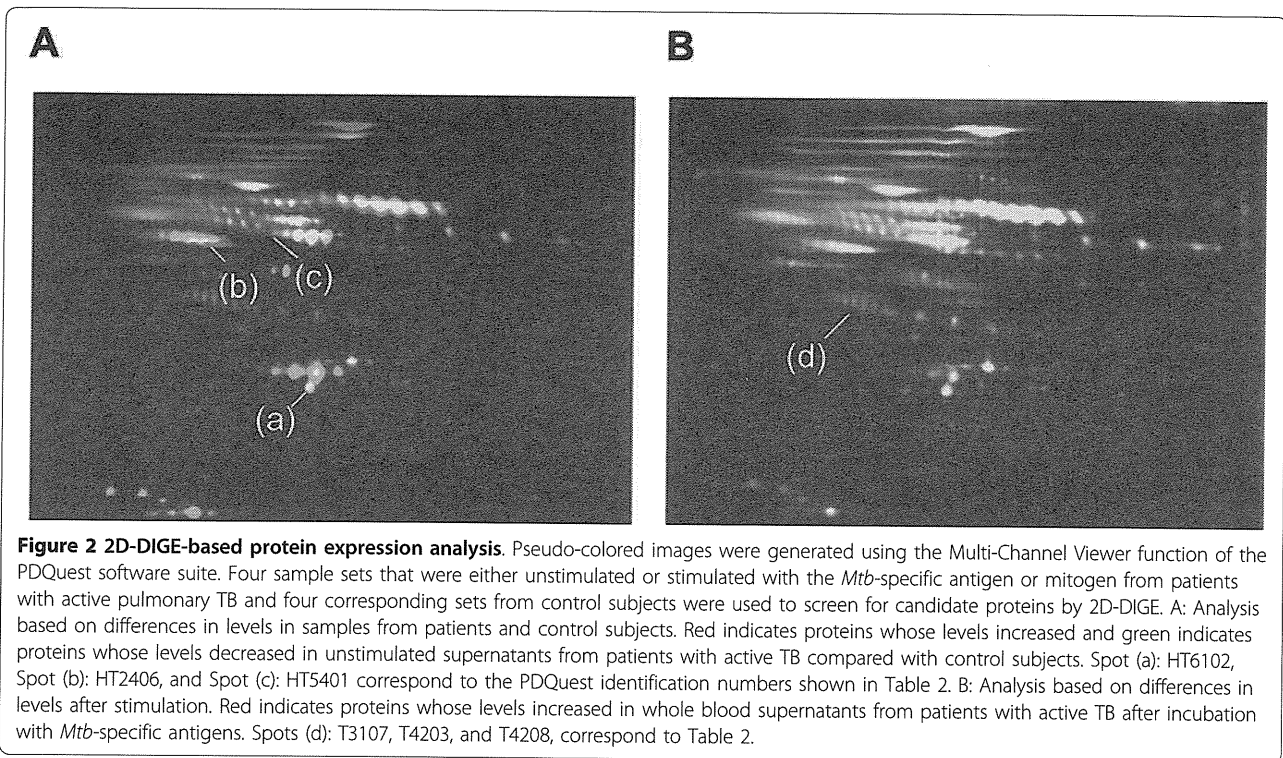 A
B
(b)
(c)
(a)
(d)
Figure 2 2D-DIGE-based protein expression analysis. Pseudo-colored images were generated using the Multi-Channel Viewer function of the
PDQuest software suite. Four sample sets that were either unstimulated or stimulated with the Mtb-specific antigen or mitogen from patients
with active pulmonary TB and four corresponding sets from control subjects were used to screen for candidate proteins by 2D-DIGE. A: Analysis
based on differences in levels in samples from patients and control subjects. Red indicates proteins whose levels increased and green indicates
proteins whose levels decreased in unstimulated supernatants from patients with active TB compared with control subjects. Spot (a): HT6102,
Spot (b): HT2406, and Spot (c): HT5401 correspond to the PDQuest identification numbers shown in Table 2. B: Analysis based on differences in
levels after stimulation. Red indicates proteins whose levels increased in whole blood supernatants from patients with active TB after incubation
with Mtb-specific antigens. Spots (d): T3107, T4203, and T4208, correspond to Table 2.